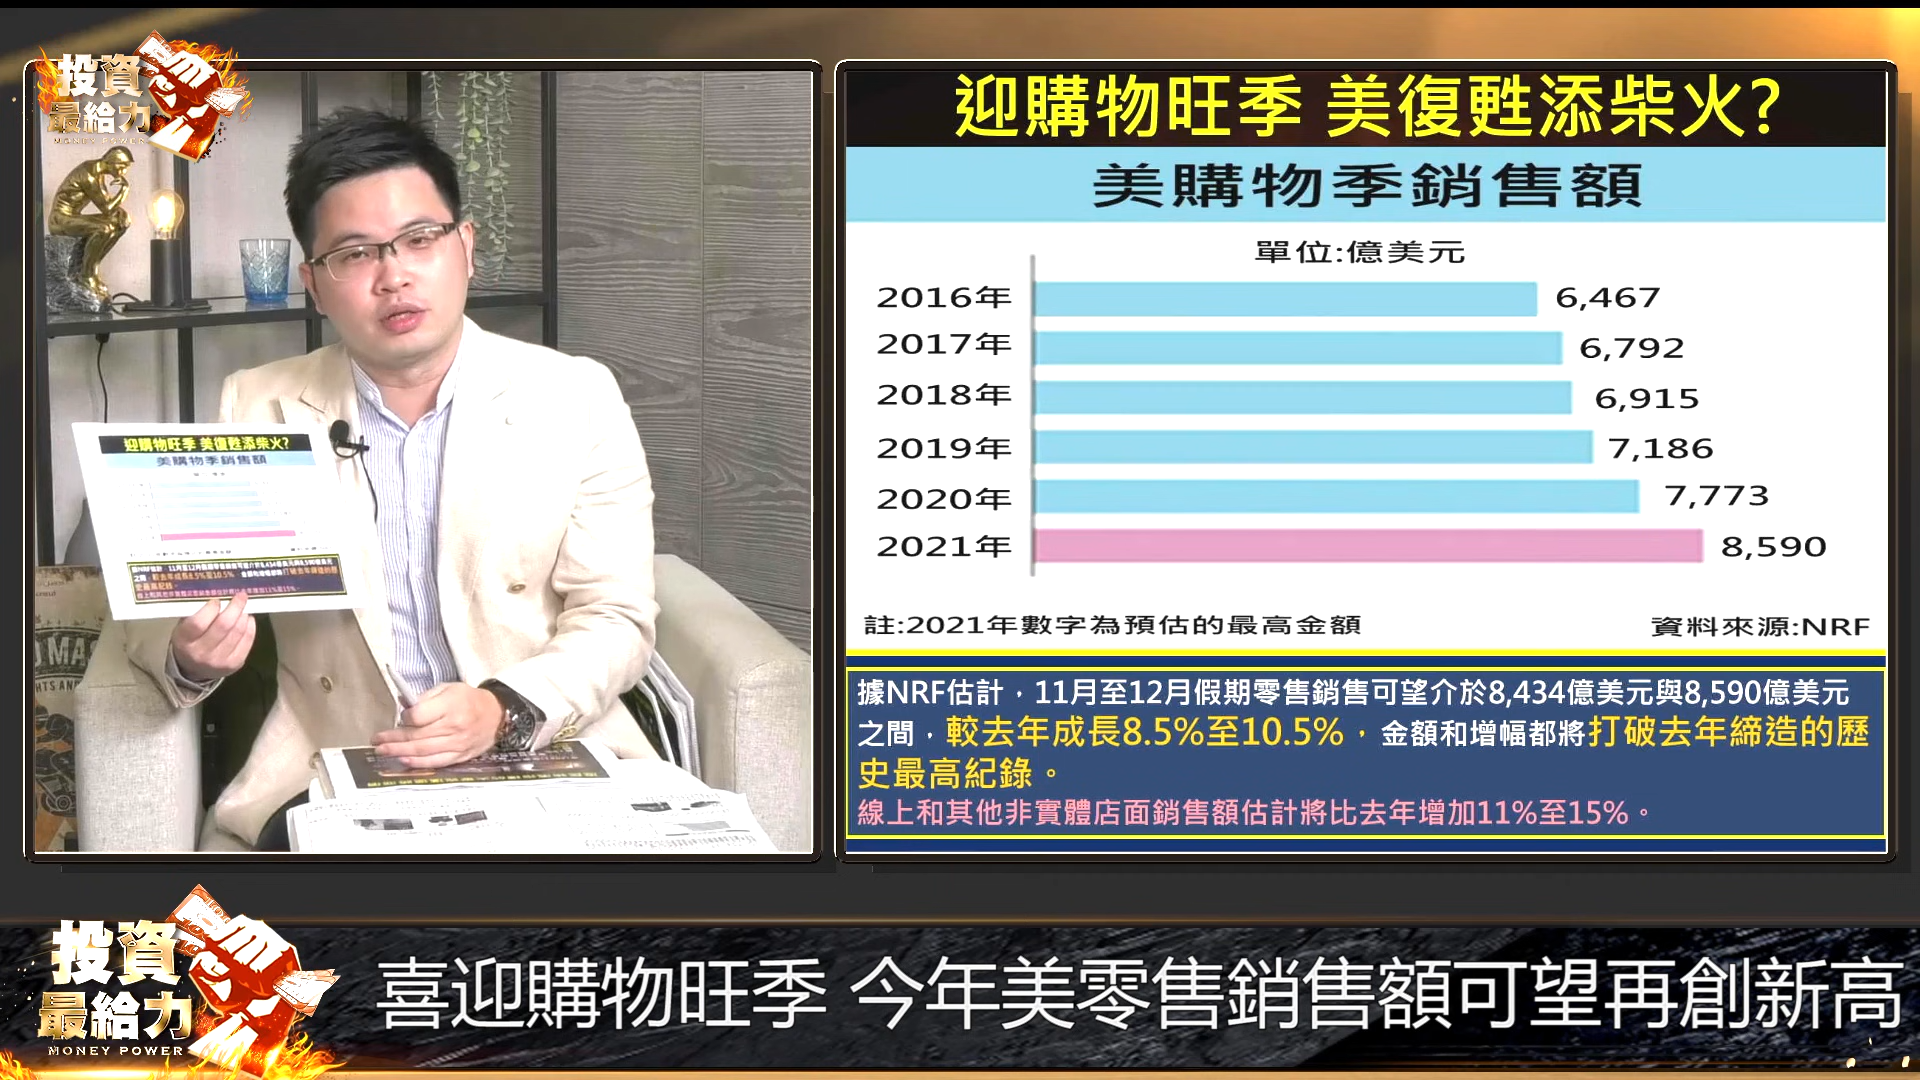 投資
最給力
MONEY POWER
迎購物旺季 美復甦添柴火?
美購物季銷售額
迎購物旺季 美復甦添柴火?
美購物季銷售額
單位:億美元
2016年 6,467
2017年 6,792
2018年 6,915
2019年 7,186
2020年 7,773
2021年 8,590
註:2021年數字為預估的最高金額
資料來源:NRF
據NRF估計，11月至12月假期零售銷售可望介於8,434億美元與8,590億美元
之間，較去年成長8.5%至10.5%，金額和增幅都將打破去年締造的歷
史最高紀錄。
線上和其他非實體店面銷售額估計將比去年增加11%至15%。
投資
最給力
MONEY POWER
喜迎購物旺季 今年美零售銷售額可望再創新高